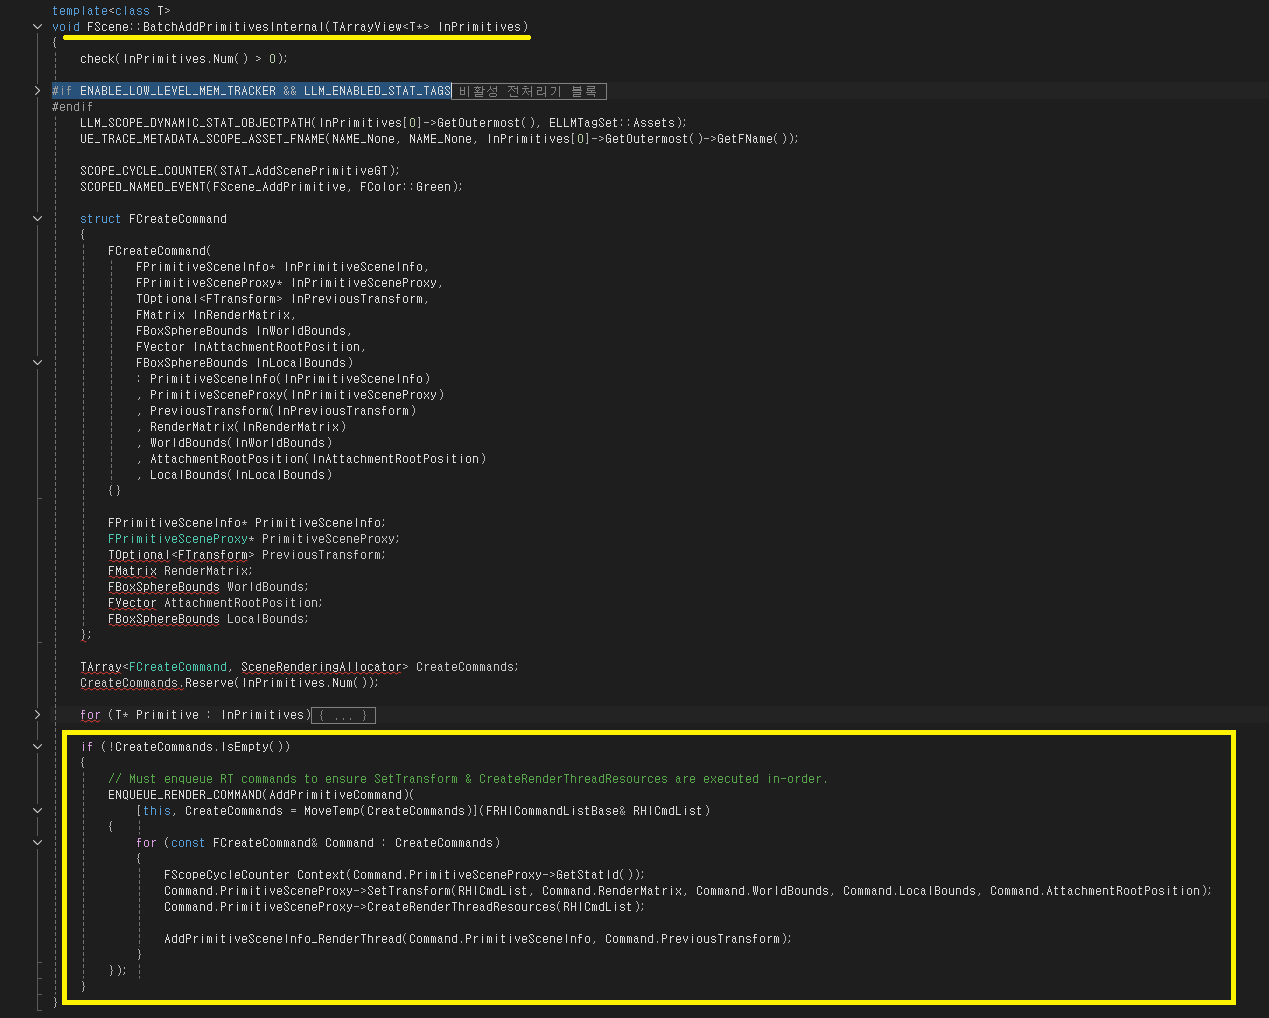 template<class T>
void FScene::BatchAddPrimitivesInternal(TArrayView<T*> InPrimitives)
{
check(InPrimitives.Num() > 0);
#if ENABLE_LOW_LEVEL_MEM_TRACKER && LLM_ENABLED_STAT_TAGS 비활성 전처리기 블록
#endif
LLM_SCOPE_DYNAMIC_STAT_OBJECTPATH(InPrimitives[0]->GetOutermost(), ELLMTagSet::Assets);
UE_TRACE_METADATA_SCOPE_ASSET_FNAME(NAME_None, NAME_None, InPrimitives[0]->GetOutermost()->GetFName());
SCOPE_CYCLE_COUNTER(STAT_AddScenePrimitiveGT);
SCOPED_NAMED_EVENT(FScene_AddPrimitive, FColor::Green);
struct FCreateCommand
{
FCreateCommand(
FPrimitiveSceneInfo* InPrimitiveSceneInfo,
FPrimitiveSceneProxy* InPrimitiveSceneProxy,
TOptional<FTransform> InPreviousTransform,
FMatrix InRenderMatrix,
FBoxSphereBounds InWorldBounds,
FVector InAttachmentRootPosition,
FBoxSphereBounds InLocalBounds)
: PrimitiveSceneInfo(InPrimitiveSceneInfo)
, PrimitiveSceneProxy(InPrimitiveSceneProxy)
, PreviousTransform(InPreviousTransform)
, RenderMatrix(InRenderMatrix)
, WorldBounds(InWorldBounds)
, AttachmentRootPosition(InAttachmentRootPosition)
, LocalBounds(InLocalBounds)
{}
FPrimitiveSceneInfo* PrimitiveSceneInfo;
FPrimitiveSceneProxy* PrimitiveSceneProxy;
TOptional<FTransform> PreviousTransform;
FMatrix RenderMatrix;
FBoxSphereBounds WorldBounds;
FVector AttachmentRootPosition;
FBoxSphereBounds LocalBounds;
};
TArray<FCreateCommand, SceneRenderingAllocator> CreateCommands;
CreateCommands.Reserve(InPrimitives.Num());
for (T* Primitive : InPrimitives) { ... }
if (!CreateCommands.IsEmpty())
{
// Must enqueue RT commands to ensure SetTransform & CreateRenderThreadResources are executed in-order.
ENQUEUE_RENDER_COMMAND(AddPrimitiveCommand)(
[this, CreateCommands = MoveTemp(CreateCommands)](FRHICommandListBase& RHICmdList)
{
for (const FCreateCommand& Command : CreateCommands)
{
FScopeCycleCounter Context(Command.PrimitiveSceneProxy->GetStatId());
Command.PrimitiveSceneProxy->SetTransform(RHICmdList, Command.RenderMatrix, Command.WorldBounds, Command.LocalBounds, Command.AttachmentRootPosition);
Command.PrimitiveSceneProxy->CreateRenderThreadResources(RHICmdList);
AddPrimitiveSceneInfo_RenderThread(Command.PrimitiveSceneInfo, Command.PreviousTransform);
}
});
}
}